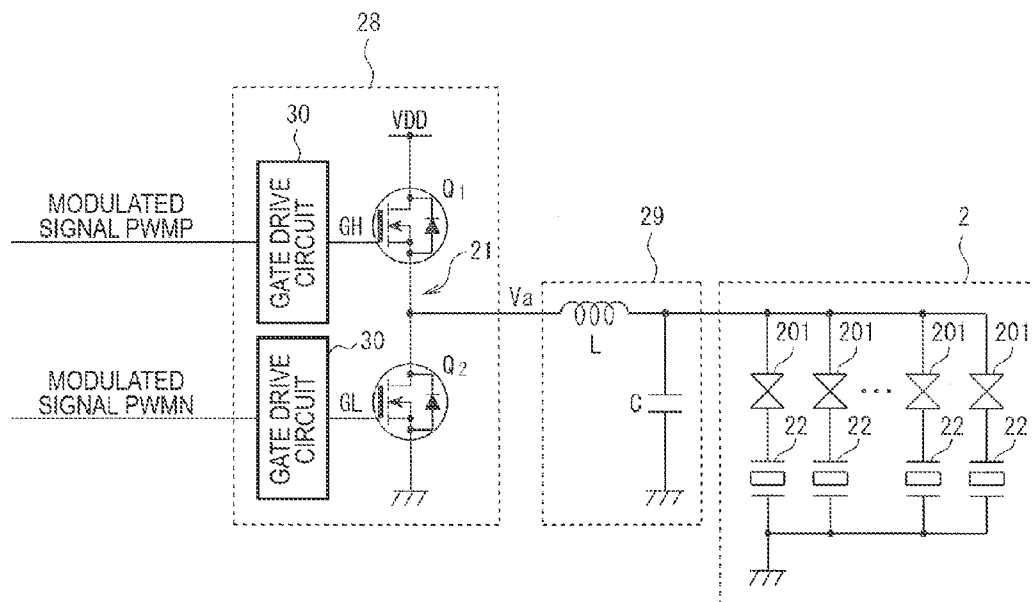 28
30
VDD
Q1
MODULATED
SIGNAL PWMP
GATE DRIVE
CIRCUIT
GH
21
29
2
Va
L
C
201
201
201
201
...
22
22
22
22
30
Q2
MODULATED
SIGNAL PWMN
GATE DRIVE
CIRCUIT
GL